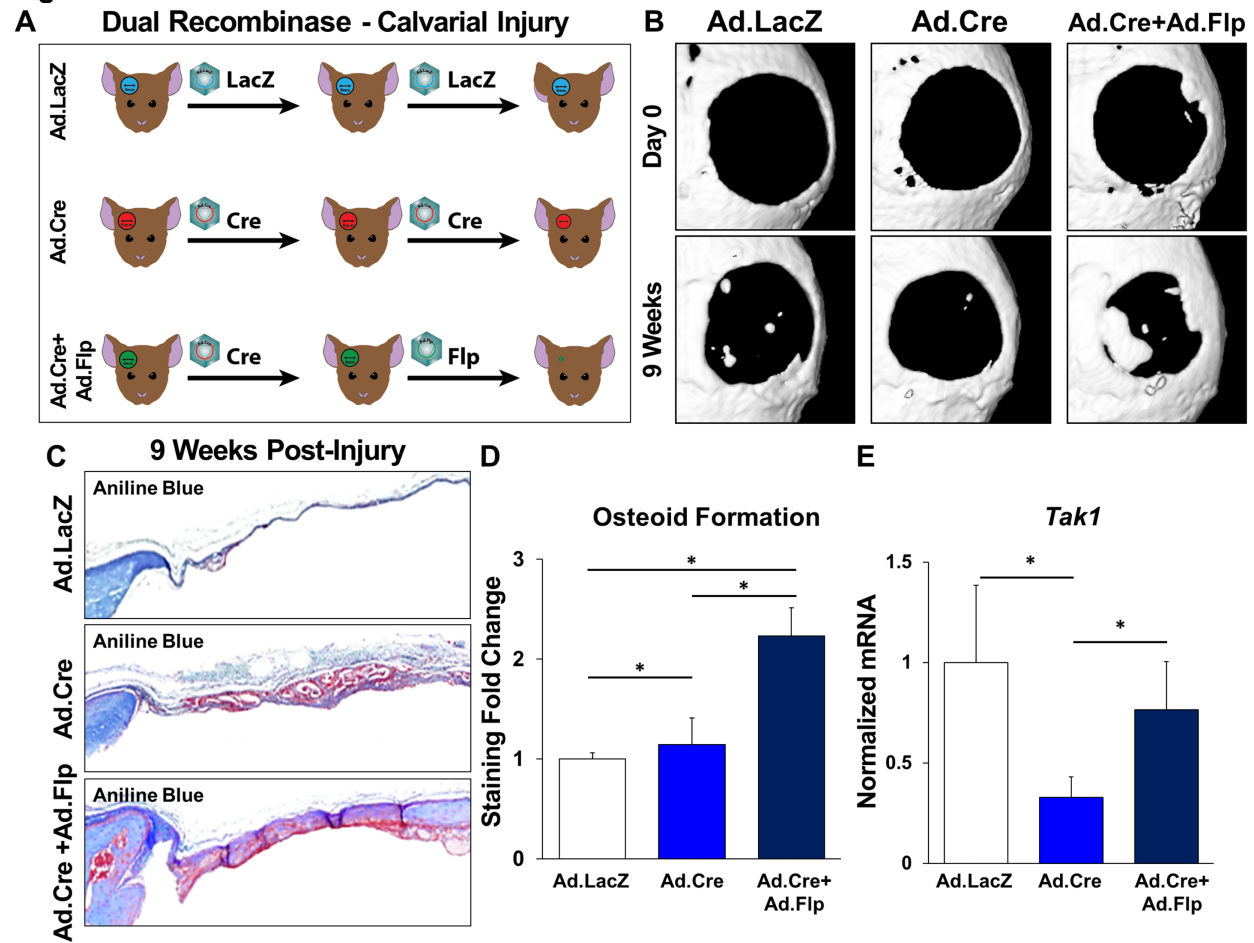 A
Dual Recombinase - Calvarial Injury
Ad.LacZ
LacZ
LacZ
Ad.Cre
Cre
Cre
Ad.Cre+
Ad.Flp
Cre
Flp
B
Ad.LacZ
Ad.Cre
Ad.Cre+Ad.Flp
Day 0
9 Weeks
C
9 Weeks Post-Injury
Ad.LacZ
Aniline Blue
Ad.Cre
Aniline Blue
Ad.Cre +Ad.Flp
Aniline Blue
D
Osteoid Formation
Staining Fold Change
3
2
1
0
*
*
*
Ad.LacZ
Ad.Cre
Ad.Cre+
Ad.Flp
E
Tak1
Normalized mRNA
1.5
1
0.5
0
*
*
Ad.LacZ
Ad.Cre
Ad.Cre+
Ad.Flp